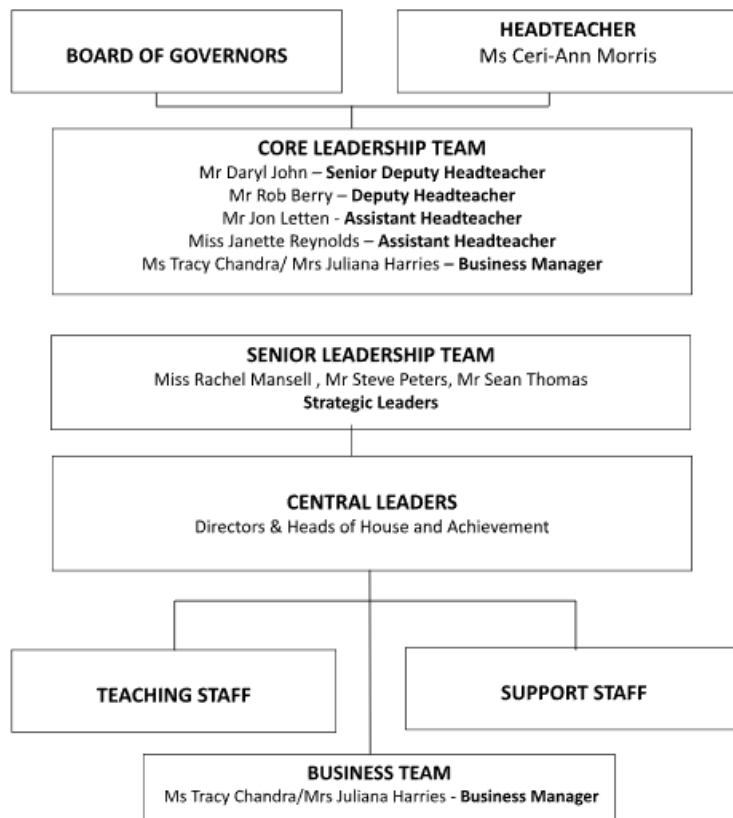 BOARD OF GOVERNORS
HEADTEACHER
Ms Ceri-Ann Morris
CORE LEADERSHIP TEAM
Mr Daryl John – Senior Deputy Headteacher
Mr Rob Berry – Deputy Headteacher
Mr Jon Letten - Assistant Headteacher
Miss Janette Reynolds – Assistant Headteacher
Ms Tracy Chandra/ Mrs Juliana Harries – Business Manager
SENIOR LEADERSHIP TEAM
Miss Rachel Mansell , Mr Steve Peters, Mr Sean Thomas
Strategic Leaders
CENTRAL LEADERS
Directors & Heads of House and Achievement
TEACHING STAFF
SUPPORT STAFF
BUSINESS TEAM
Ms Tracy Chandra/Mrs Juliana Harries - Business Manager